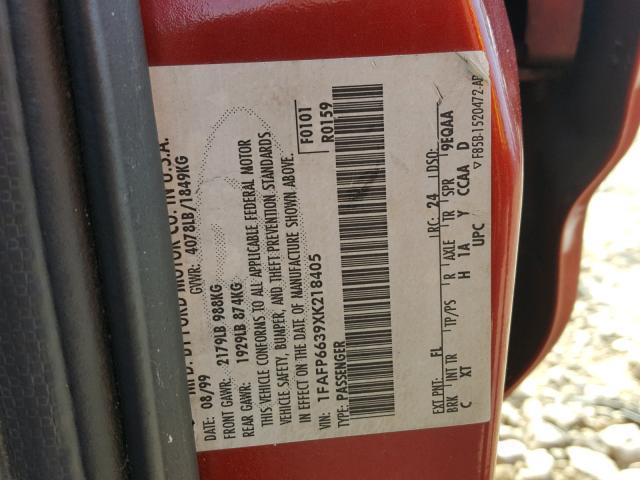 MFD. BY FORD MOTOR CO. IN U.S.A.
DATE: 08/99 GVWR: 4078LB/1849KG
FRONT GAWR: 2179LB 988KG
REAR GAWR: 1929LB 874KG
THIS VEHICLE CONFORMS TO ALL APPLICABLE FEDERAL MOTOR
VEHICLE SAFETY, BUMPER, AND THEFT PREVENTION STANDARDS
IN EFFECT ON THE DATE OF MANUFACTURE SHOWN ABOVE.
VIN: 1FAFP6639XK218405 F0101
TYPE: PASSENGER R0159
EXT PNT: FL RC: 24 DSO:
BRK INT TR TP/PS R AXLE TR SPR 9EQAA
C XT H 1A Y CCAA D
UPC ▽ F85B-1520472-AB